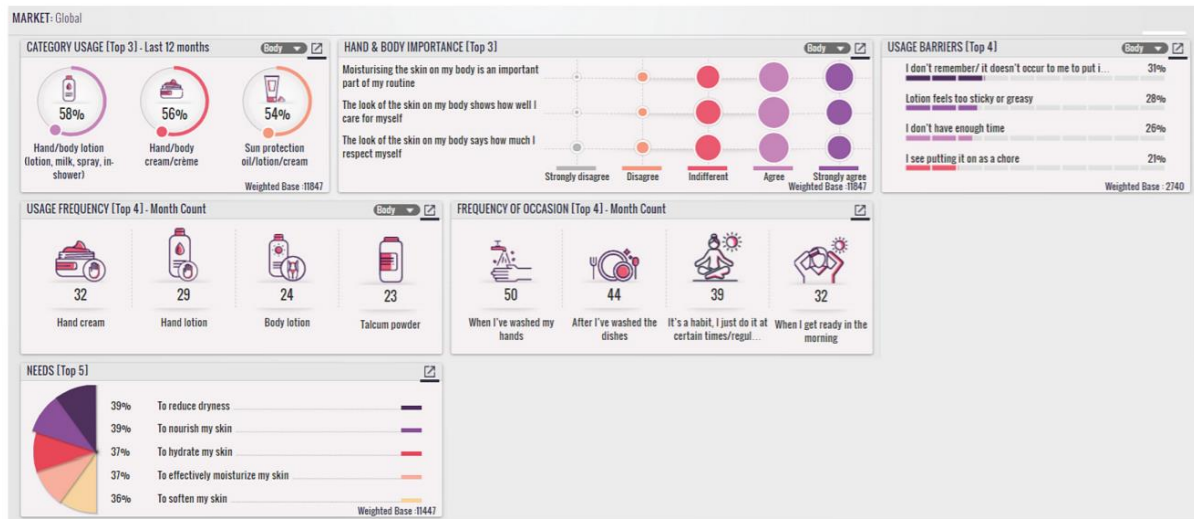 MARKET: Global
CATEGORY USAGE [Top 3] - Last 12 months
Body
58%
Hand/body lotion
(lotion, milk, spray, in-
shower)
56%
Hand/body
cream/crème
54%
Sun protection
oil/lotion/cream
Weighted Base :11847
HAND & BODY IMPORTANCE [Top 3]
Body
Moisturising the skin on my body is an important
part of my routine
The look of the skin on my body shows how well I
care for myself
The look of the skin on my body says how much I
respect myself
Strongly disagree
Disagree
Indifferent
Agree
Strongly agree
Weighted Base :11847
USAGE BARRIERS [Top 4]
Body
I don't remember/ it doesn't occur to me to put i... 31%
Lotion feels too sticky or greasy 28%
I don't have enough time 26%
I see putting it on as a chore 21%
Weighted Base : 2740
USAGE FREQUENCY [Top 4] - Month Count
Body
32
Hand cream
29
Hand lotion
24
Body lotion
23
Talcum powder
FREQUENCY OF OCCASION [Top 4] - Month Count
50
When I've washed my
hands
44
After I've washed the
dishes
39
It's a habit, I just do it at
certain times/regul...
32
When I get ready in the
morning
NEEDS [Top 5]
39% To reduce dryness
39% To nourish my skin
37% To hydrate my skin
37% To effectively moisturize my skin
36% To soften my skin
Weighted Base :11447